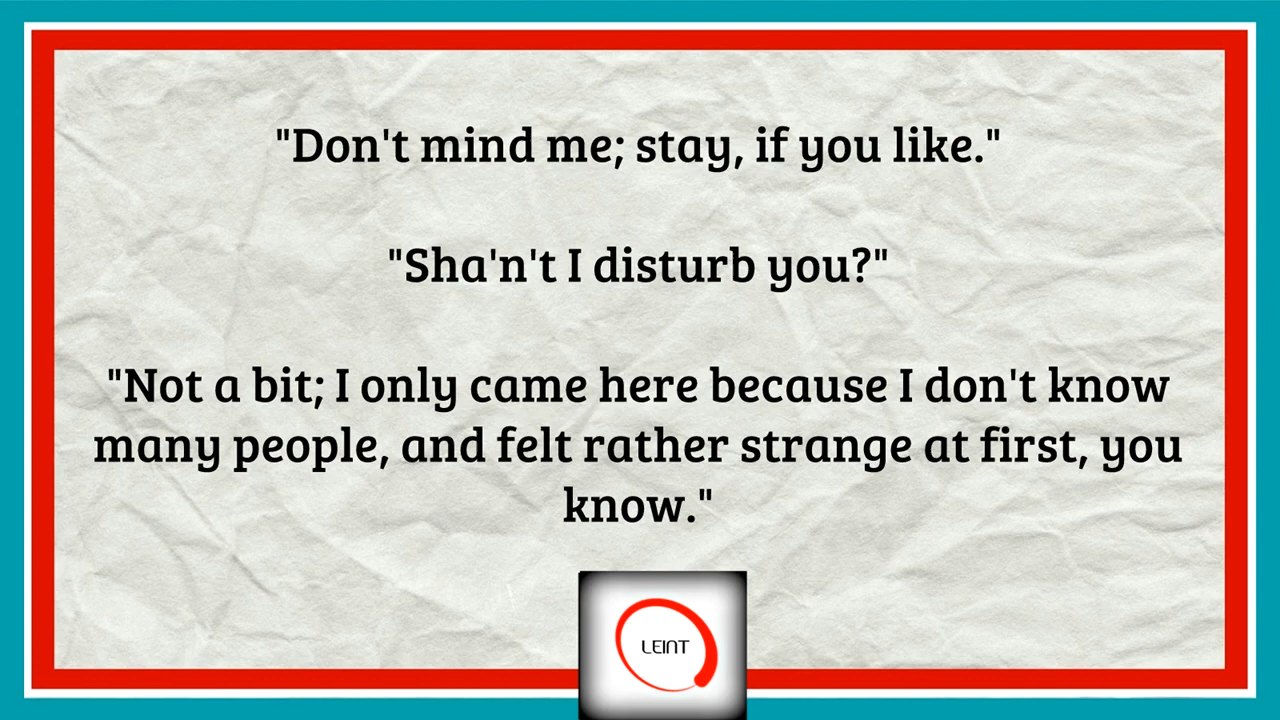 "Don't mind me; stay, if you like."
"Sha'n't I disturb you?"
"Not a bit; I only came here because I don't know
many people, and felt rather strange at first, you
know."
LEINT